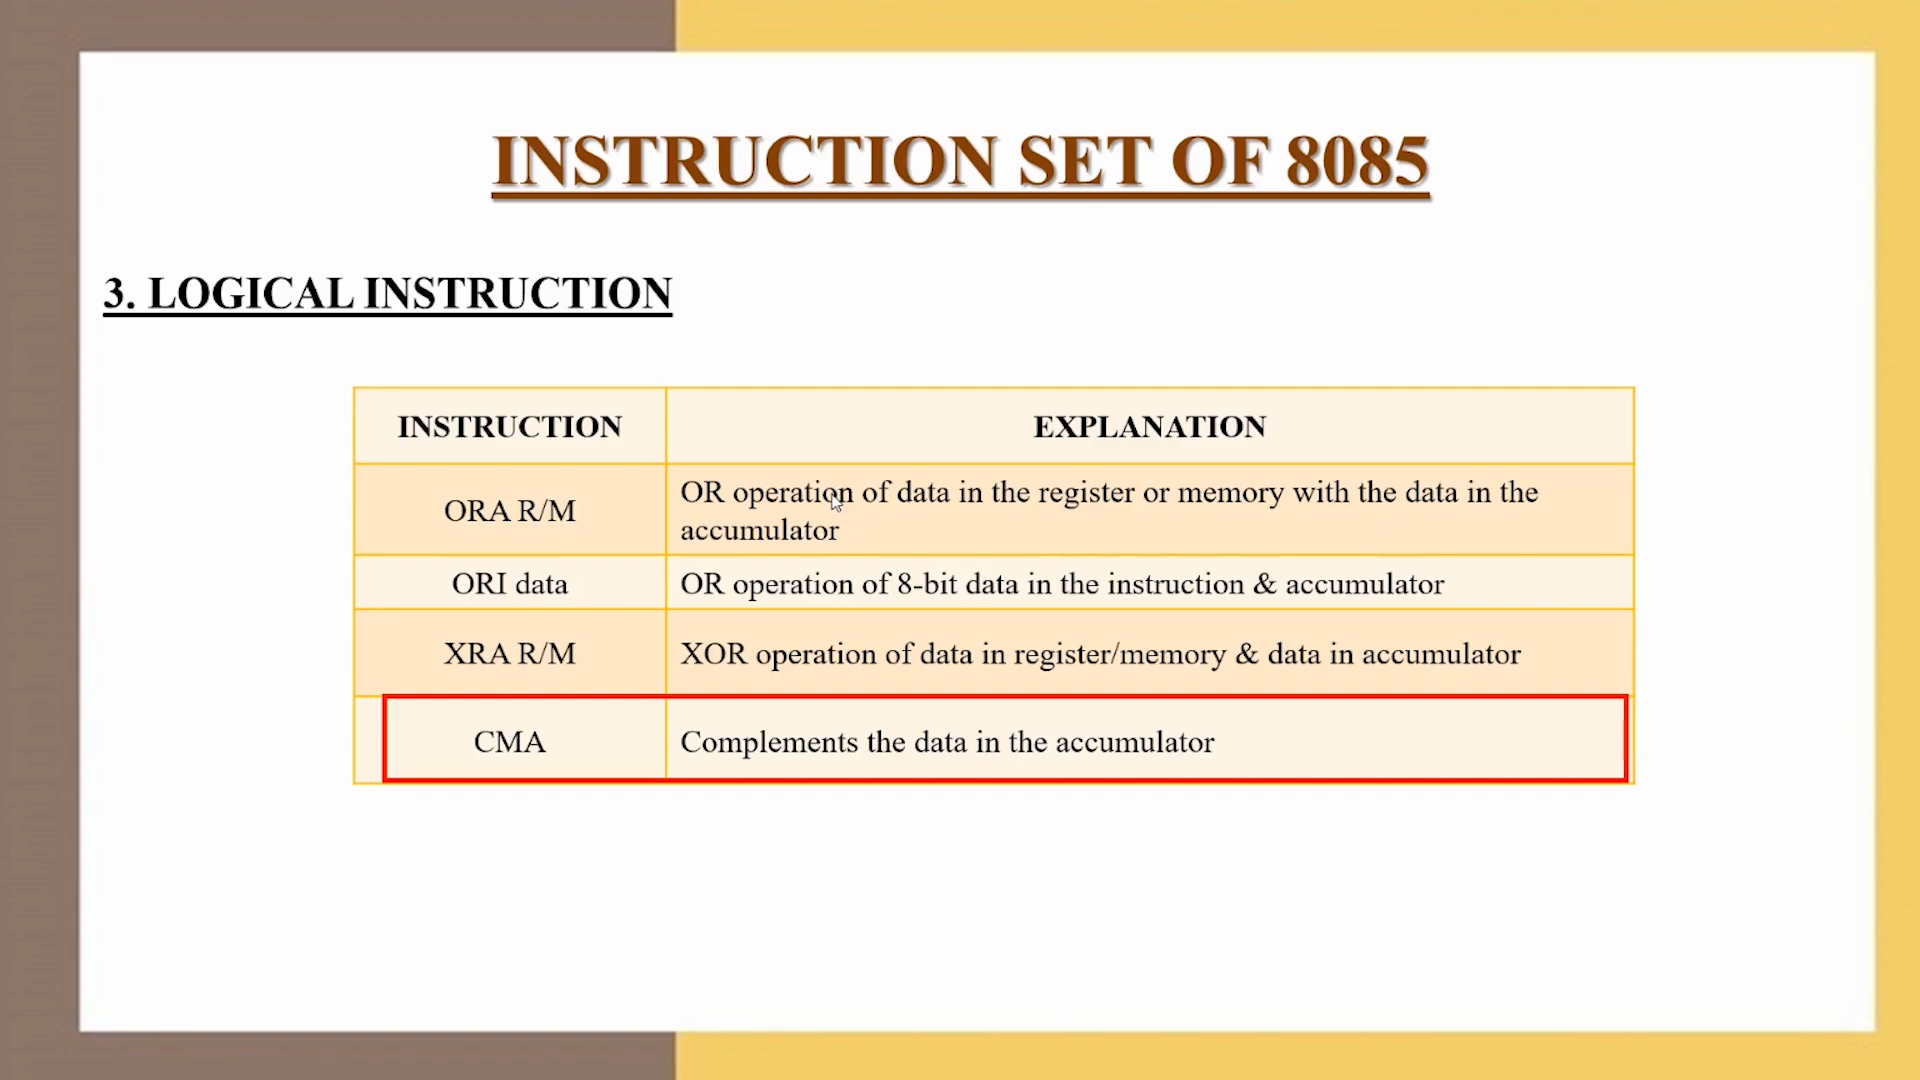 INSTRUCTION SET OF 8085
3. LOGICAL INSTRUCTION
INSTRUCTION EXPLANATION
ORA R/M OR operation of data in the register or memory with the data in the
accumulator
ORI data OR operation of 8-bit data in the instruction & accumulator
XRA R/M XOR operation of data in register/memory & data in accumulator
CMA Complements the data in the accumulator